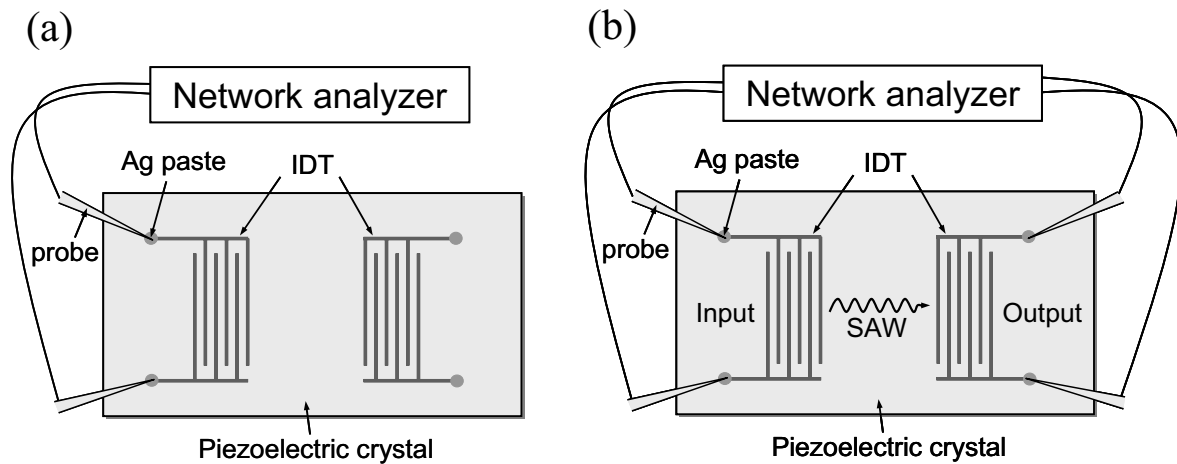 (a)
Network analyzer
Ag paste
IDT
probe
Piezoelectric crystal
(b)
Network analyzer
Ag paste
IDT
probe
Input
SAW
Output
Piezoelectric crystal